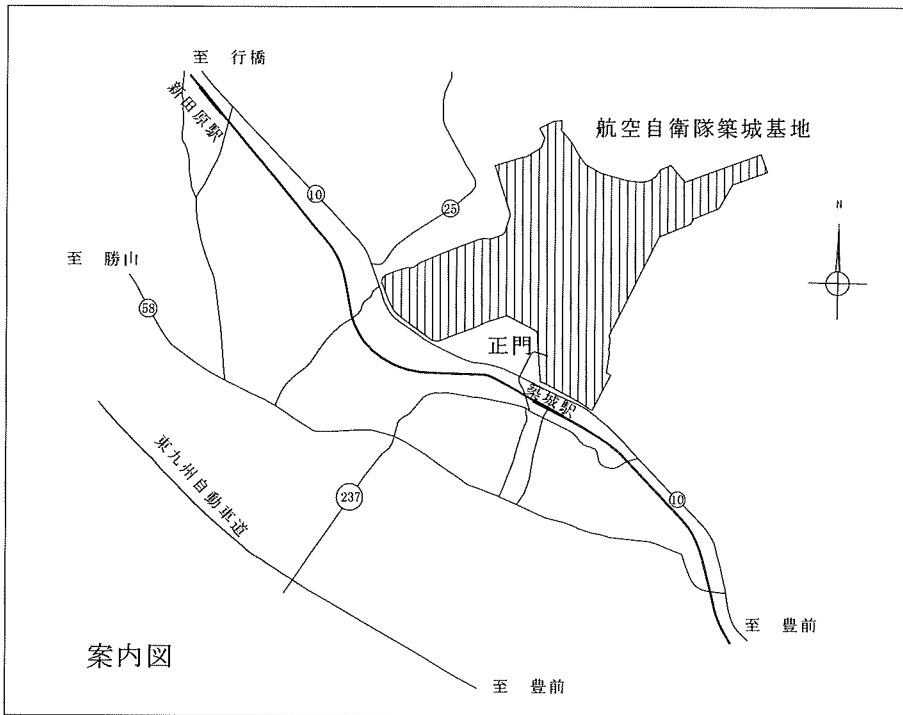 至 行橋
新田原駅
航空自衛隊築城基地
10
25
N
至 勝山
58
正門
築城駅
東九州自動車道
237
10
至 豊前
案内図
至 豊前